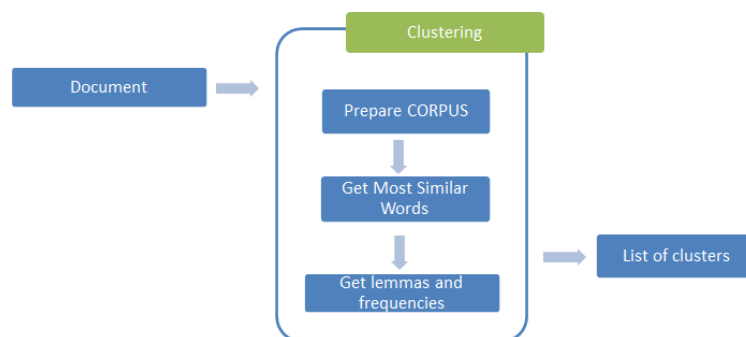 Clustering
Document
Prepare CORPUS
Get Most Similar
Words
List of clusters
Get lemmas and
frequencies